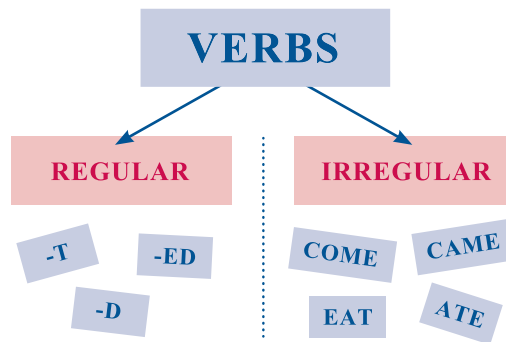 VERBS
REGULAR
IRREGULAR
-T
-ED
-D
COME
CAME
EAT
ATE